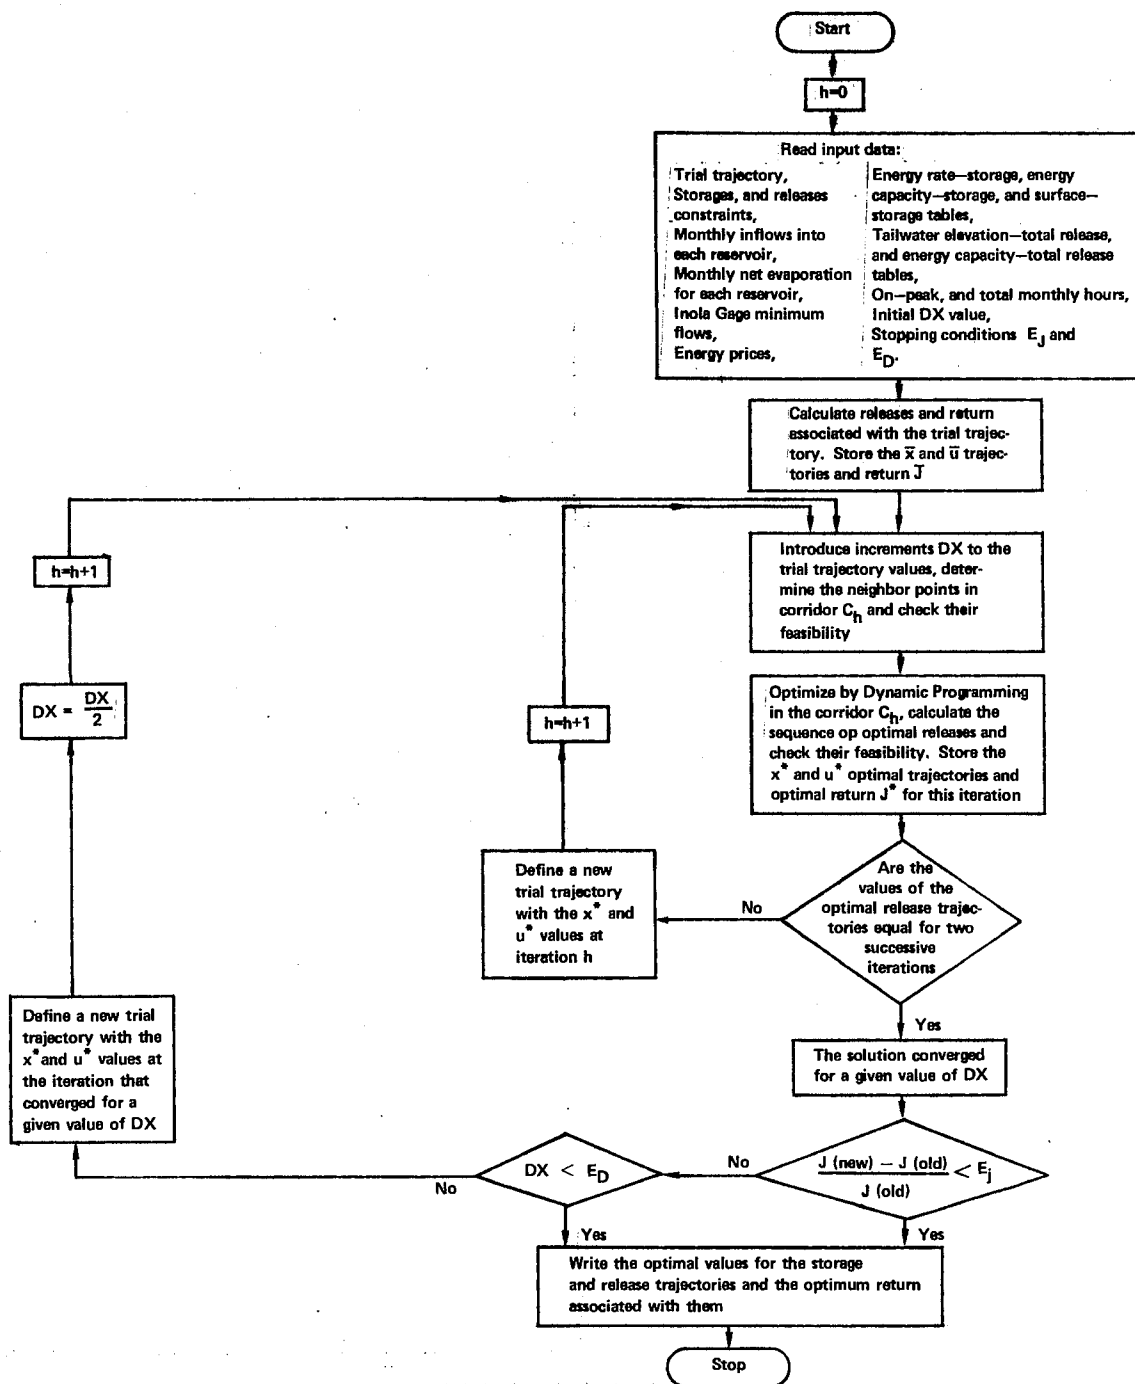 Start
h=0
Read input data:
Trial trajectory,
Storages, and releases
constraints,
Monthly inflows into
each reservoir,
Monthly net evaporation
for each reservoir,
Inola Gage minimum
flows,
Energy prices,
Energy rate—storage, energy
capacity—storage, and surface—
storage tables,
Tailwater elevation—total release,
and energy capacity—total release
tables,
On—peak, and total monthly hours,
Initial DX value,
Stopping conditions E_J and
E_D.
Calculate releases and return
associated with the trial trajec-
tory. Store the x̄ and ū trajec-
tories and return J̄
Introduce increments DX to the
trial trajectory values, deter-
mine the neighbor points in
corridor C_h and check their
feasibility
h=h+1
DX = DX/2
Optimize by Dynamic Programming
in the corridor C_h, calculate the
sequence op optimal releases and
check their feasibility. Store the
x* and u* optimal trajectories and
optimal return J* for this iteration
h=h+1
Define a new
trial trajectory
with the x* and
u* values at
iteration h
No
Are the
values of the
optimal release trajec-
tories equal for two
successive
iterations
Yes
Define a new trial
trajectory with the
x* and u* values at
the iteration that
converged for a
given value of DX
The solution converged
for a given value of DX
No
DX < E_D
No
J (new) — J (old)
J (old)
< E_j
Yes
Yes
Write the optimal values for the storage
and release trajectories and the optimum return
associated with them
Stop